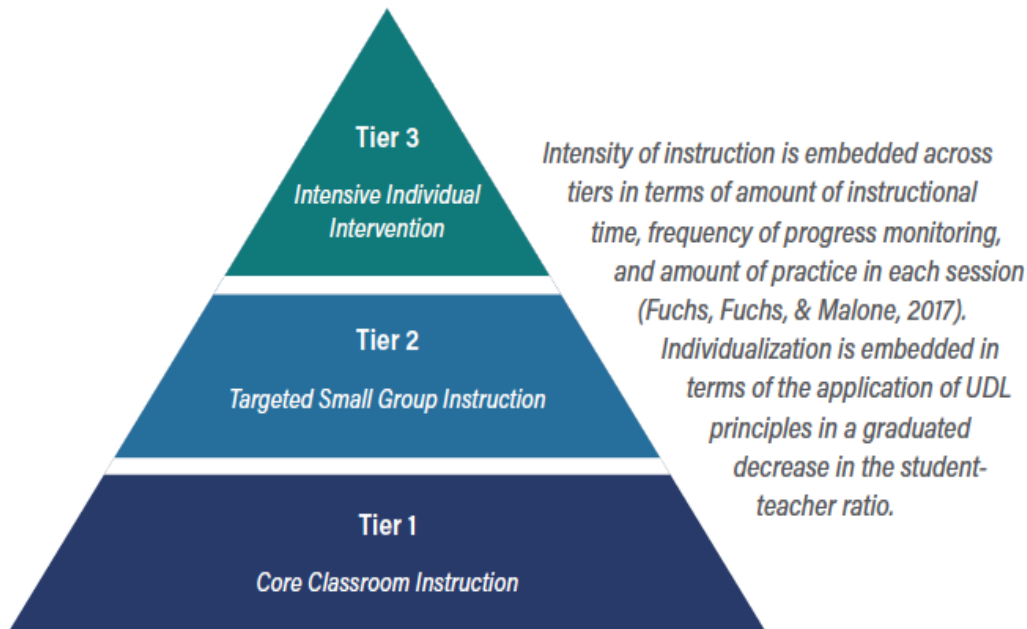 Tier 3
Intensive Individual
Intervention
Tier 2
Targeted Small Group Instruction
Tier 1
Core Classroom Instruction
Intensity of instruction is embedded across
tiers in terms of amount of instructional
time, frequency of progress monitoring,
and amount of practice in each session
(Fuchs, Fuchs, & Malone, 2017).
Individualization is embedded in
terms of the application of UDL
principles in a graduated
decrease in the student-
teacher ratio.